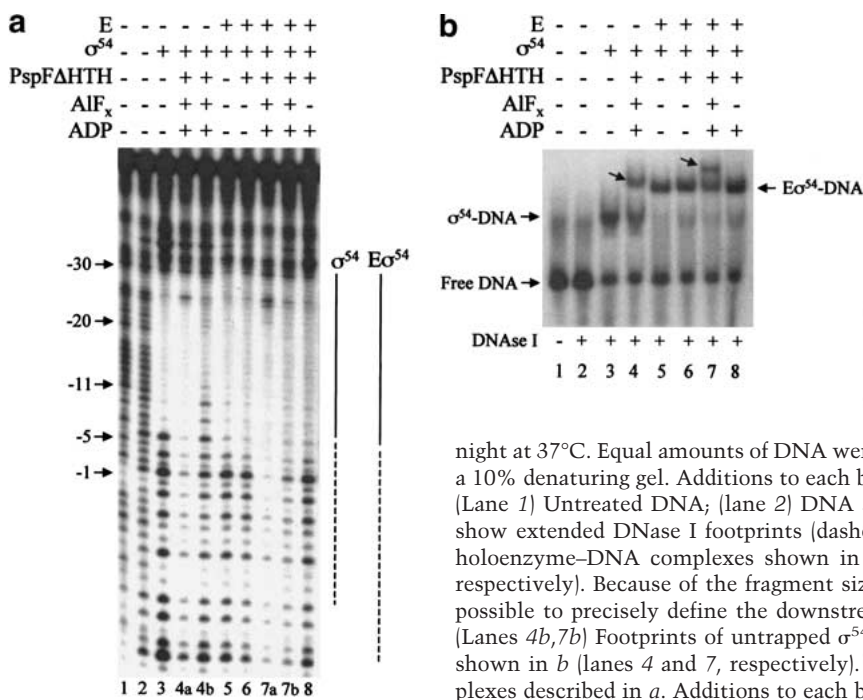 a
E - - - - - + + + + +
σ⁵⁴ - - + + + + + + + +
PspFΔHTH - - - + + - + + + +
AlFₓ - - - + + - - + + -
ADP - - - + + - - + + +
σ⁵⁴ Eσ⁵⁴
-30
-20
-11
-5
-1
1 2 3 4a 4b 5 6 7a 7b 8
b
E - - - - + + + +
σ⁵⁴ - - + + + + + +
PspFΔHTH - - - + - + + +
AlFₓ - - - + - - + -
ADP - - - + - - + +
Eσ⁵⁴-DNA
σ⁵⁴-DNA
Free DNA
DNAse I - + + + + + + +
1 2 3 4 5 6 7 8
night at 37°C. Equal amounts of DNA wer
a 10% denaturing gel. Additions to each b
(Lane 1) Untreated DNA; (lane 2) DNA
show extended DNase I footprints (dashe
holoenzyme–DNA complexes shown in
respectively). Because of the fragment siz
possible to precisely define the downstre
(Lanes 4b,7b) Footprints of untrapped σ⁵⁴
shown in b (lanes 4 and 7, respectively).
plexes described in a. Additions to each b